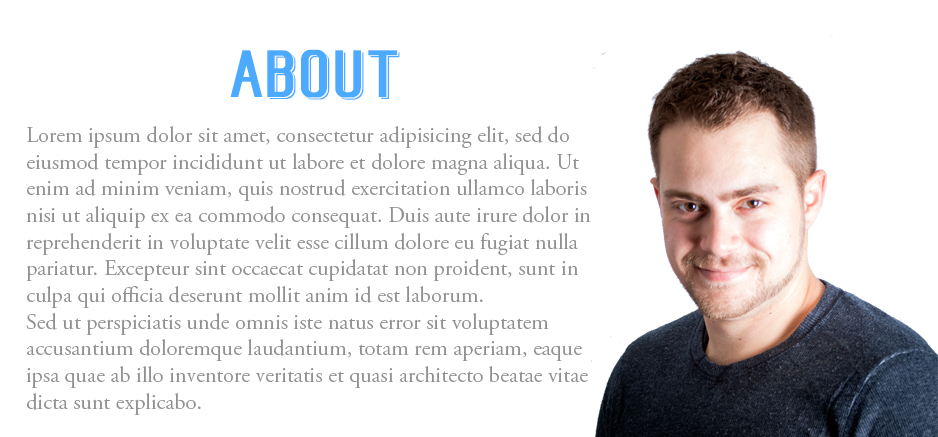 ABOUT
Lorem ipsum dolor sit amet, consectetur adipisicing elit, sed do
eiusmod tempor incididunt ut labore et dolore magna aliqua. Ut
enim ad minim veniam, quis nostrud exercitation ullamco laboris
nisi ut aliquip ex ea commodo consequat. Duis aute irure dolor in
reprehenderit in voluptate velit esse cillum dolore eu fugiat nulla
pariatur. Excepteur sint occaecat cupidatat non proident, sunt in
culpa qui officia deserunt mollit anim id est laborum.
Sed ut perspiciatis unde omnis iste natus error sit voluptatem
accusantium doloremque laudantium, totam rem aperiam, eaque
ipsa quae ab illo inventore veritatis et quasi architecto beatae vitae
dicta sunt explicabo.